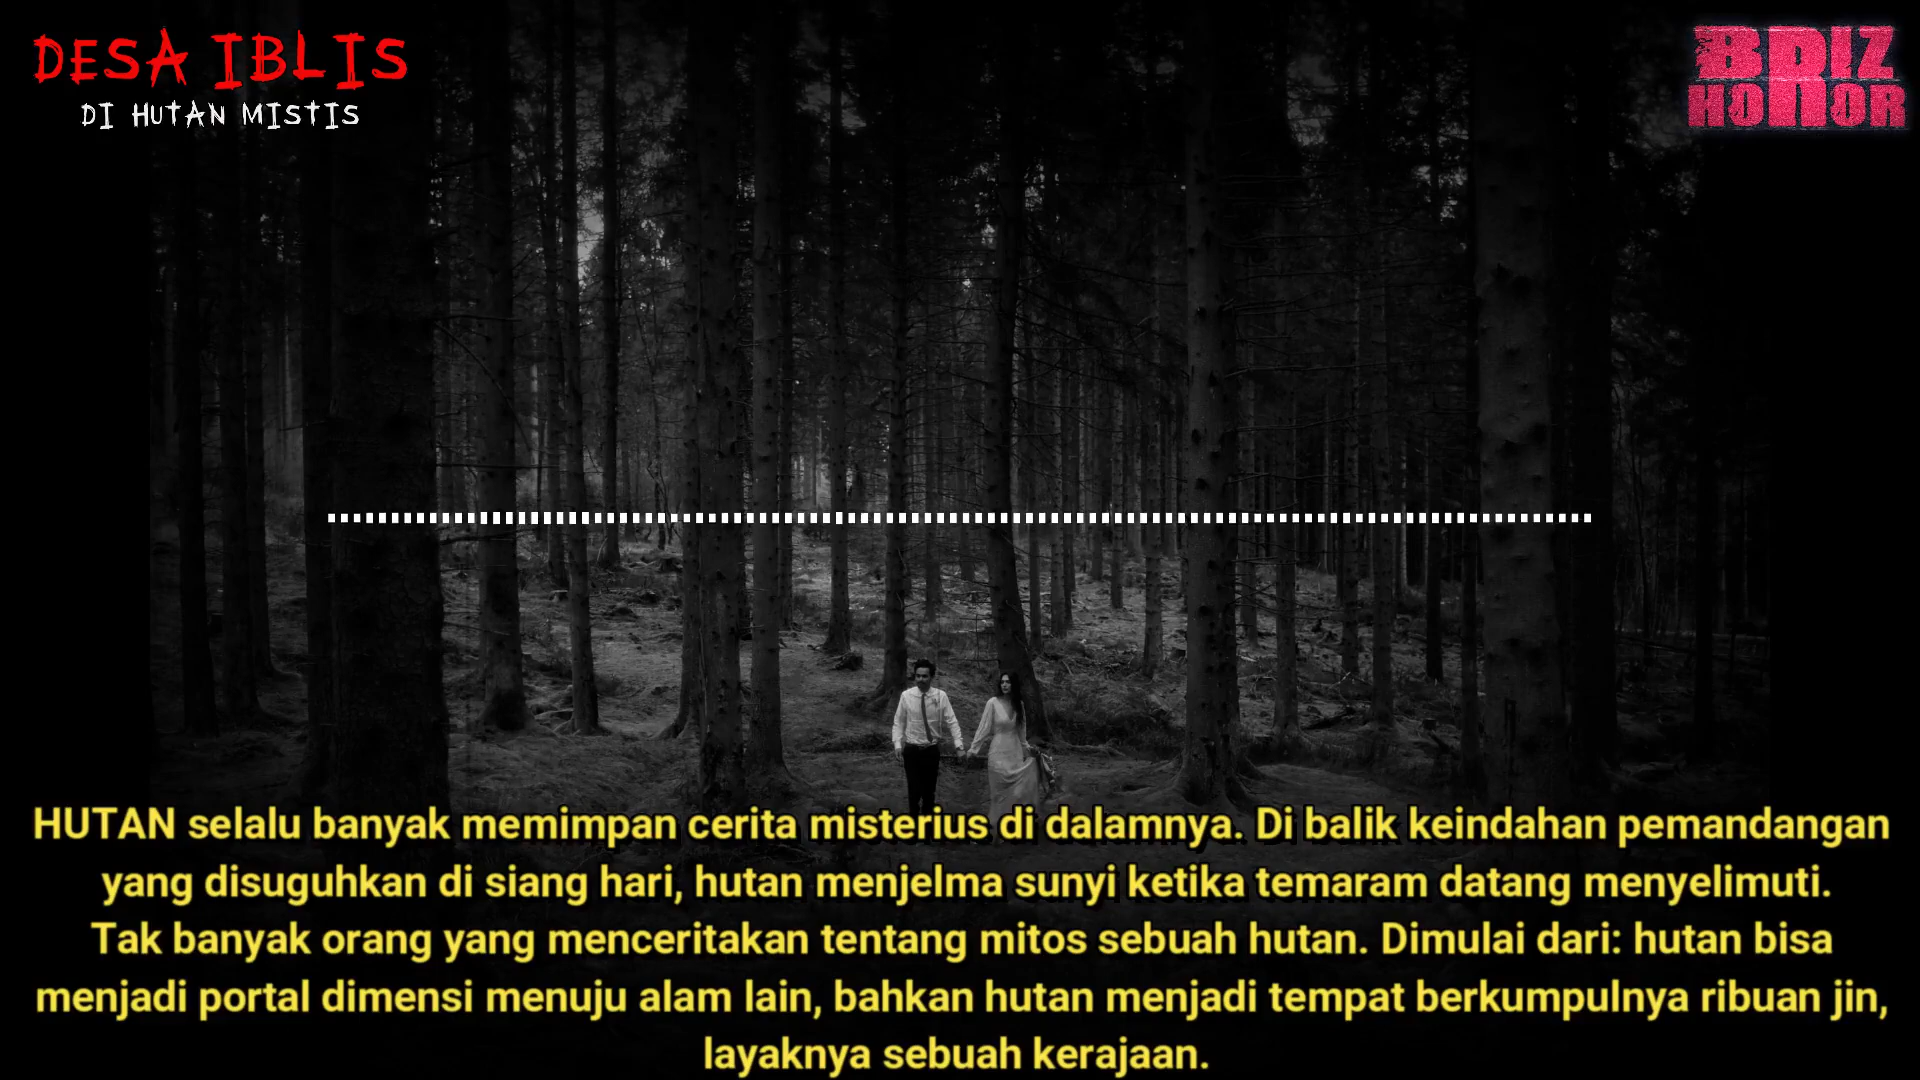 DESA IBLIS
DI HUTAN MISTIS
BDIZ
HORROR
HUTAN selalu banyak memimpan cerita misterius di dalamnya. Di balik keindahan pemandangan
yang disuguhkan di siang hari, hutan menjelma sunyi ketika temaram datang menyelimuti.
Tak banyak orang yang menceritakan tentang mitos sebuah hutan. Dimulai dari: hutan bisa
menjadi portal dimensi menuju alam lain, bahkan hutan menjadi tempat berkumpulnya ribuan jin,
layaknya sebuah kerajaan.